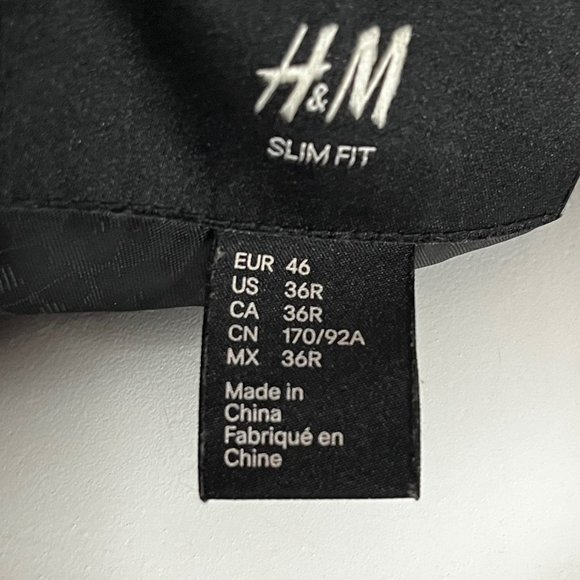 H&M
SLIM FIT
EUR 46
US 36R
CA 36R
CN 170/92A
MX 36R
Made in
China
Fabriqué en
Chine